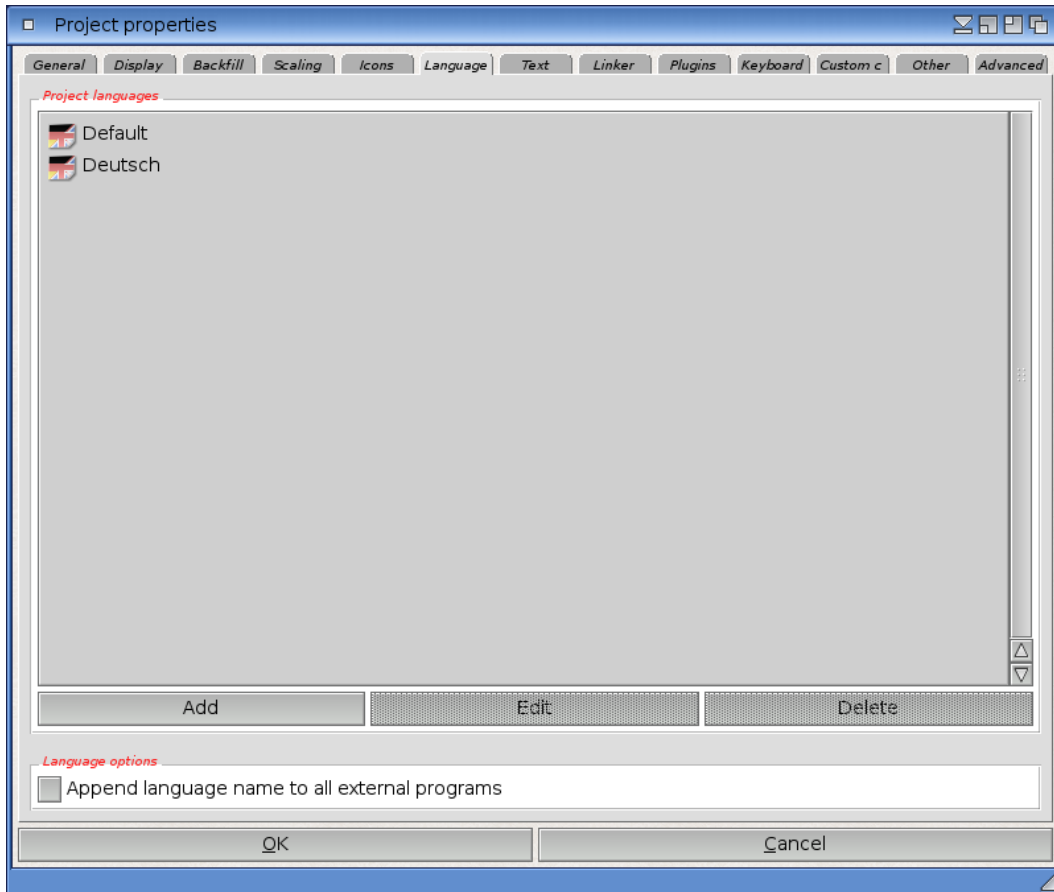 Project properties
General Display Backfill Scaling Icons Language Text Linker Plugins Keyboard Custom c Other Advanced
Project languages
Default
Deutsch
Add Edit Delete
Language options
Append language name to all external programs
OK Cancel